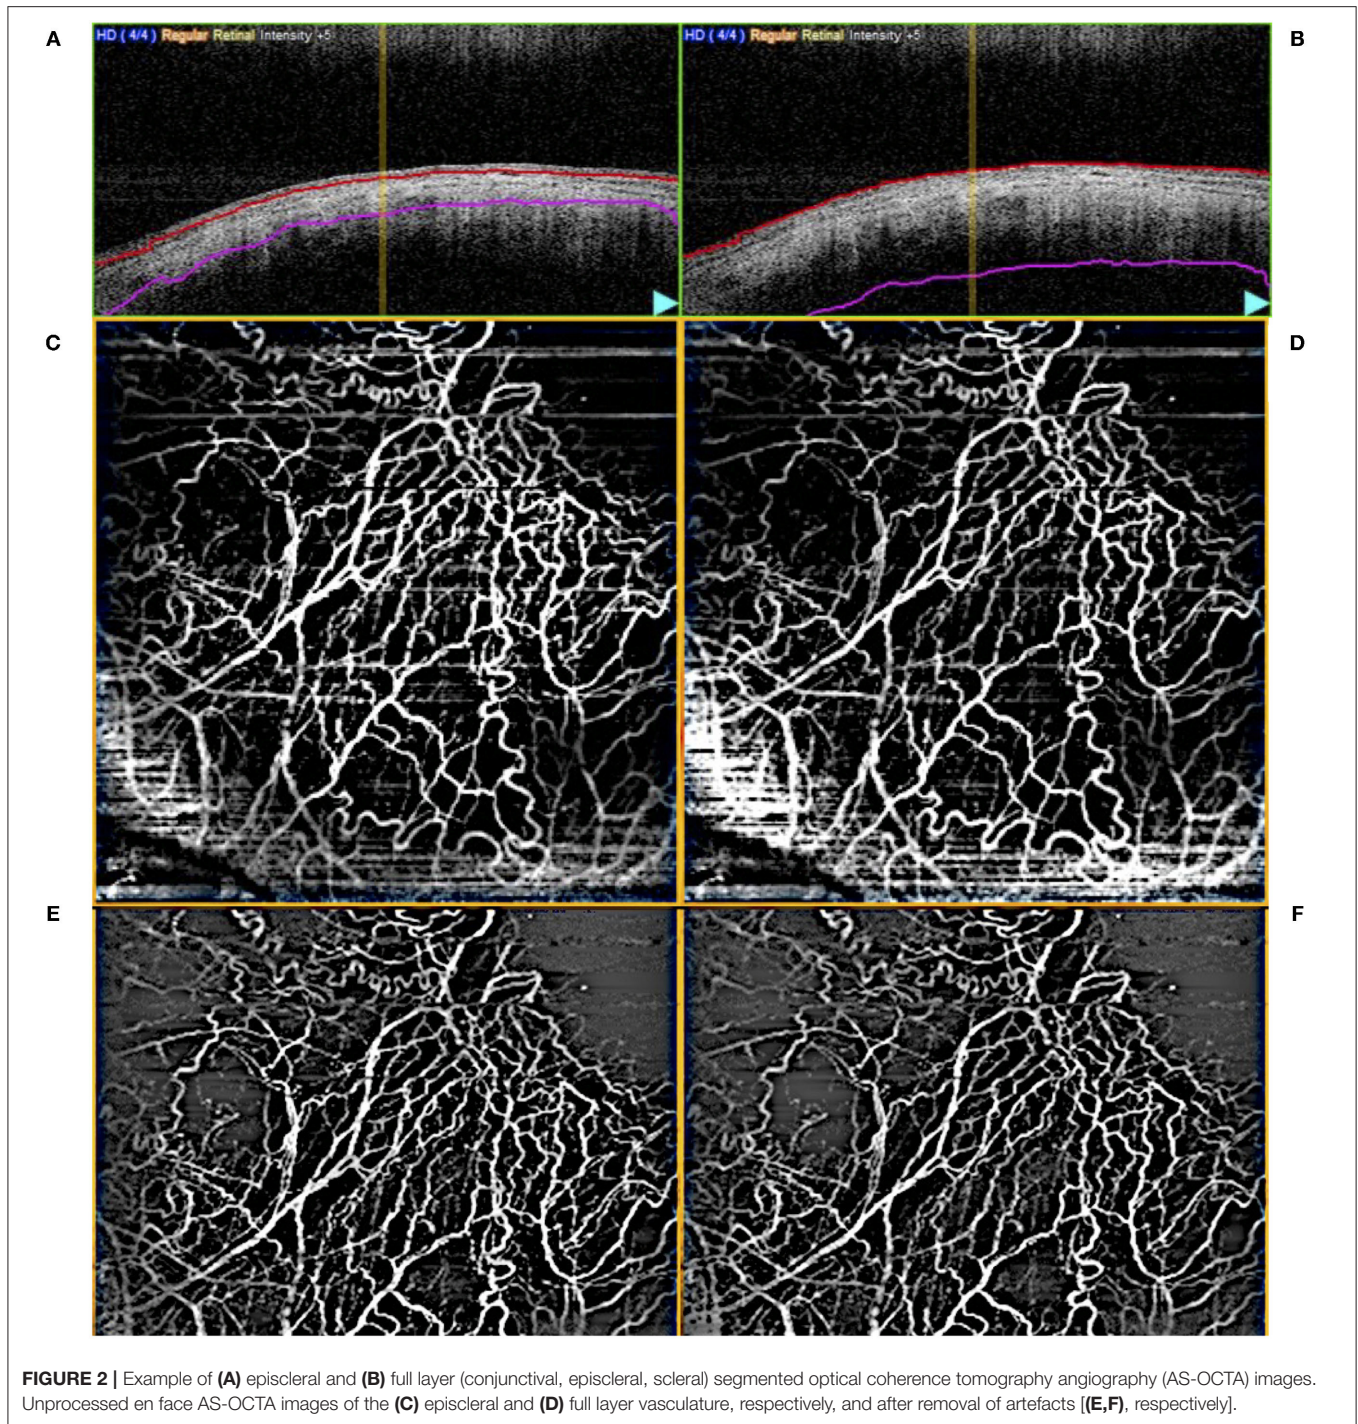 A
HD ( 4/4 ) Regular Retinal Intensity +5
HD ( 4/4 ) Regular Retinal Intensity +5
B
C
D
E
F
FIGURE 2 | Example of (A) episcleral and (B) full layer (conjunctival, episcleral, scleral) segmented optical coherence tomography angiography (AS-OCTA) images.
Unprocessed en face AS-OCTA images of the (C) episcleral and (D) full layer vasculature, respectively, and after removal of artefacts [(E,F), respectively].